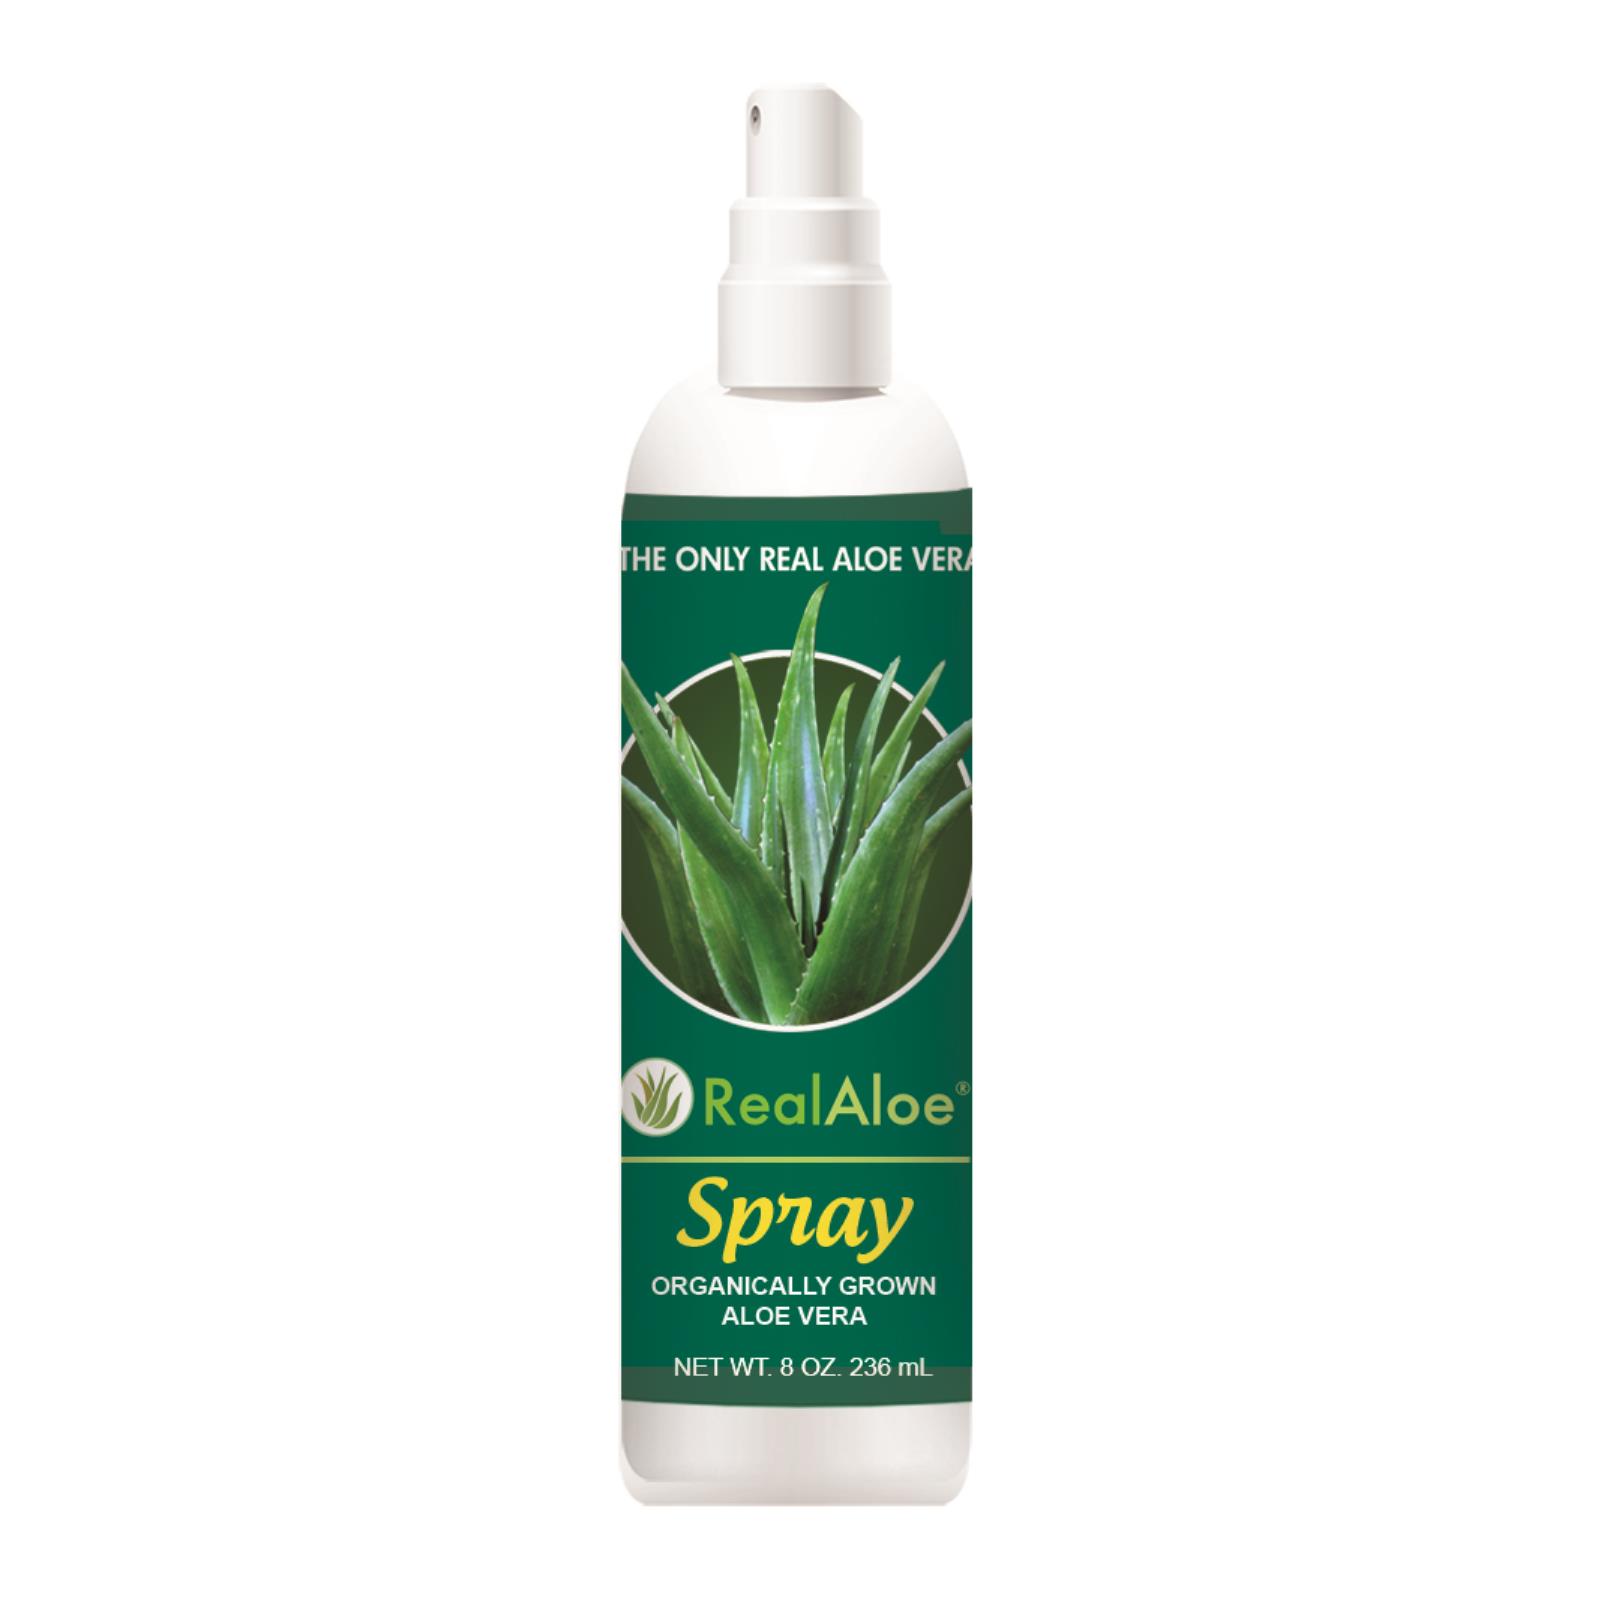 THE ONLY REAL ALOE VERA
RealAloe®
Spray
ORGANICALLY GROWN
ALOE VERA
NET WT. 8 OZ. 236 mL